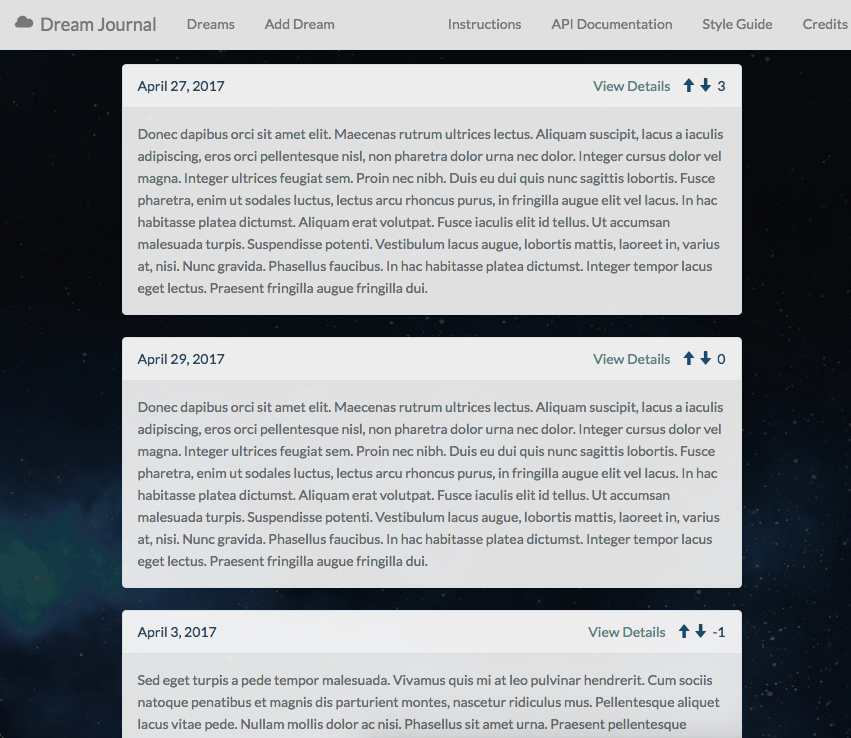 Dream Journal Dreams Add Dream Instructions API Documentation Style Guide Credits
April 27, 2017 View Details 3
Donec dapibus orci sit amet elit. Maecenas rutrum ultrices lectus. Aliquam suscipit, lacus a iaculis
adipiscing, eros orci pellentesque nisl, non pharetra dolor urna nec dolor. Integer cursus dolor vel
magna. Integer ultrices feugiat sem. Proin nec nibh. Duis eu dui quis nunc sagittis lobortis. Fusce
pharetra, enim ut sodales luctus, lectus arcu rhoncus purus, in fringilla augue elit vel lacus. In hac
habitasse platea dictumst. Aliquam erat volutpat. Fusce iaculis elit id tellus. Ut accumsan
malesuada turpis. Suspendisse potenti. Vestibulum lacus augue, lobortis mattis, laoreet in, varius
at, nisi. Nunc gravida. Phasellus faucibus. In hac habitasse platea dictumst. Integer tempor lacus
eget lectus. Praesent fringilla augue fringilla dui.
April 29, 2017 View Details 0
Donec dapibus orci sit amet elit. Maecenas rutrum ultrices lectus. Aliquam suscipit, lacus a iaculis
adipiscing, eros orci pellentesque nisl, non pharetra dolor urna nec dolor. Integer cursus dolor vel
magna. Integer ultrices feugiat sem. Proin nec nibh. Duis eu dui quis nunc sagittis lobortis. Fusce
pharetra, enim ut sodales luctus, lectus arcu rhoncus purus, in fringilla augue elit vel lacus. In hac
habitasse platea dictumst. Aliquam erat volutpat. Fusce iaculis elit id tellus. Ut accumsan
malesuada turpis. Suspendisse potenti. Vestibulum lacus augue, lobortis mattis, laoreet in, varius
at, nisi. Nunc gravida. Phasellus faucibus. In hac habitasse platea dictumst. Integer tempor lacus
eget lectus. Praesent fringilla augue fringilla dui.
April 3, 2017 View Details -1
Sed eget turpis a pede tempor malesuada. Vivamus quis mi at leo pulvinar hendrerit. Cum sociis
natoque penatibus et magnis dis parturient montes, nascetur ridiculus mus. Pellentesque aliquet
lacus vitae pede. Nullam mollis dolor ac nisi. Phasellus sit amet urna. Praesent pellentesque